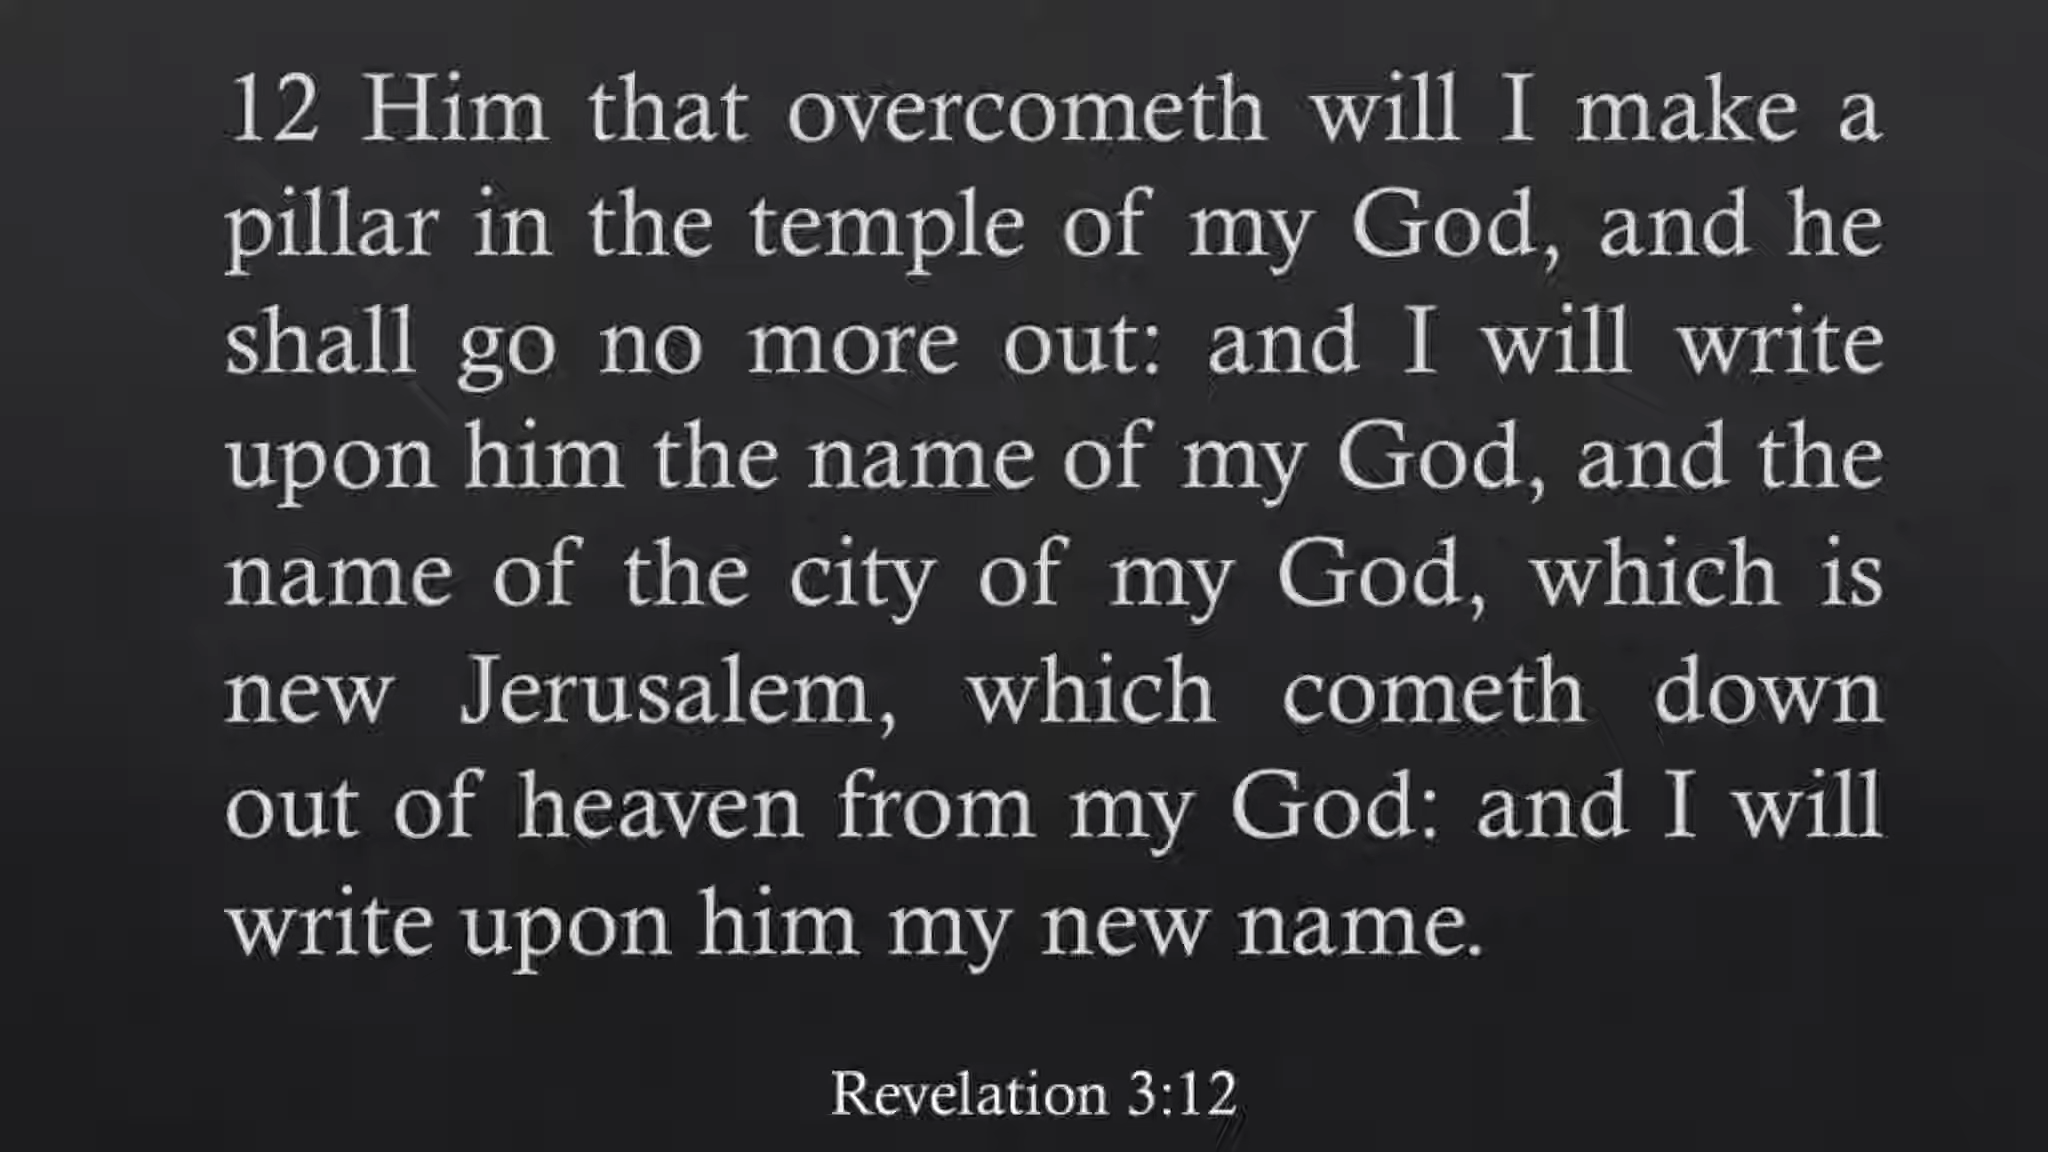 12 Him that overcometh will I make a
pillar in the temple of my God, and he
shall go no more out: and I will write
upon him the name of my God, and the
name of the city of my God, which is
new Jerusalem, which cometh down
out of heaven from my God: and I will
write upon him my new name.
Revelation 3:12